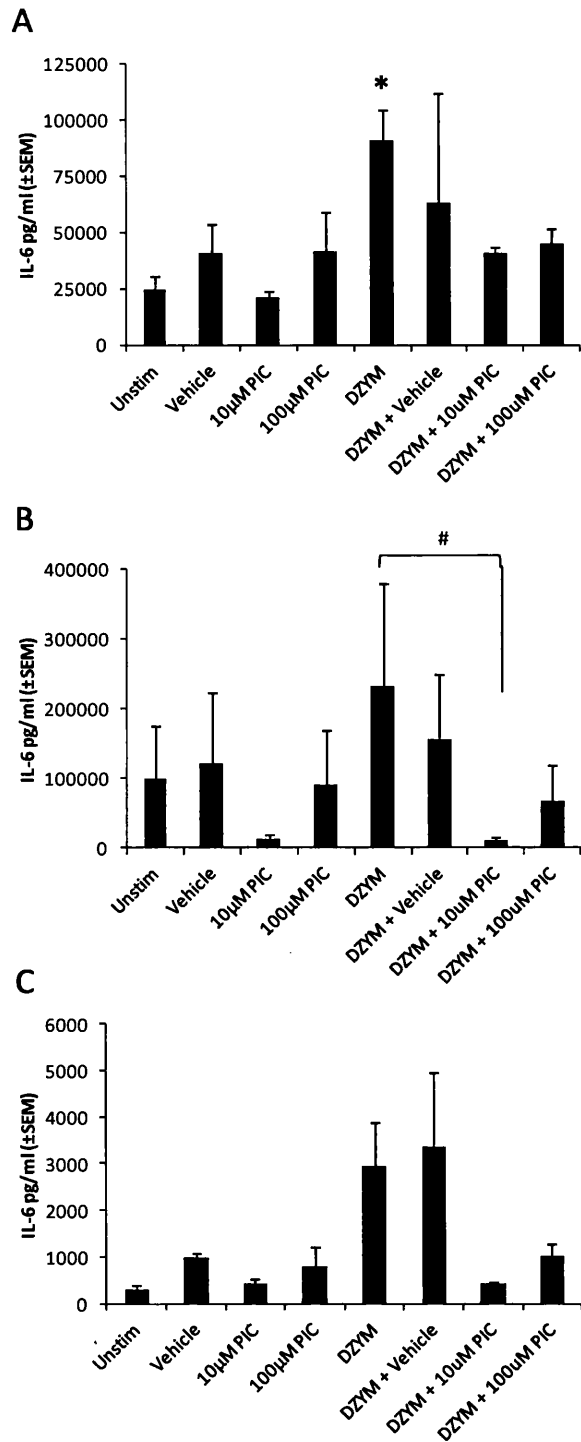 A
IL-6 pg/ml (±SEM)
125000
100000
75000
50000
25000
0
*
Unstim
Vehicle
10µM PIC
100µM PIC
DZYM
DZYM + Vehicle
DZYM + 10uM PIC
DZYM + 100uM PIC
B
IL-6 pg/ml (±SEM)
400000
300000
200000
100000
0
#
Unstim
Vehicle
10µM PIC
100µM PIC
DZYM
DZYM + Vehicle
DZYM + 10uM PIC
DZYM + 100uM PIC
C
IL-6 pg/ml (±SEM)
6000
5000
4000
3000
2000
1000
0
Unstim
Vehicle
10µM PIC
100µM PIC
DZYM
DZYM + Vehicle
DZYM + 10uM PIC
DZYM + 100uM PIC